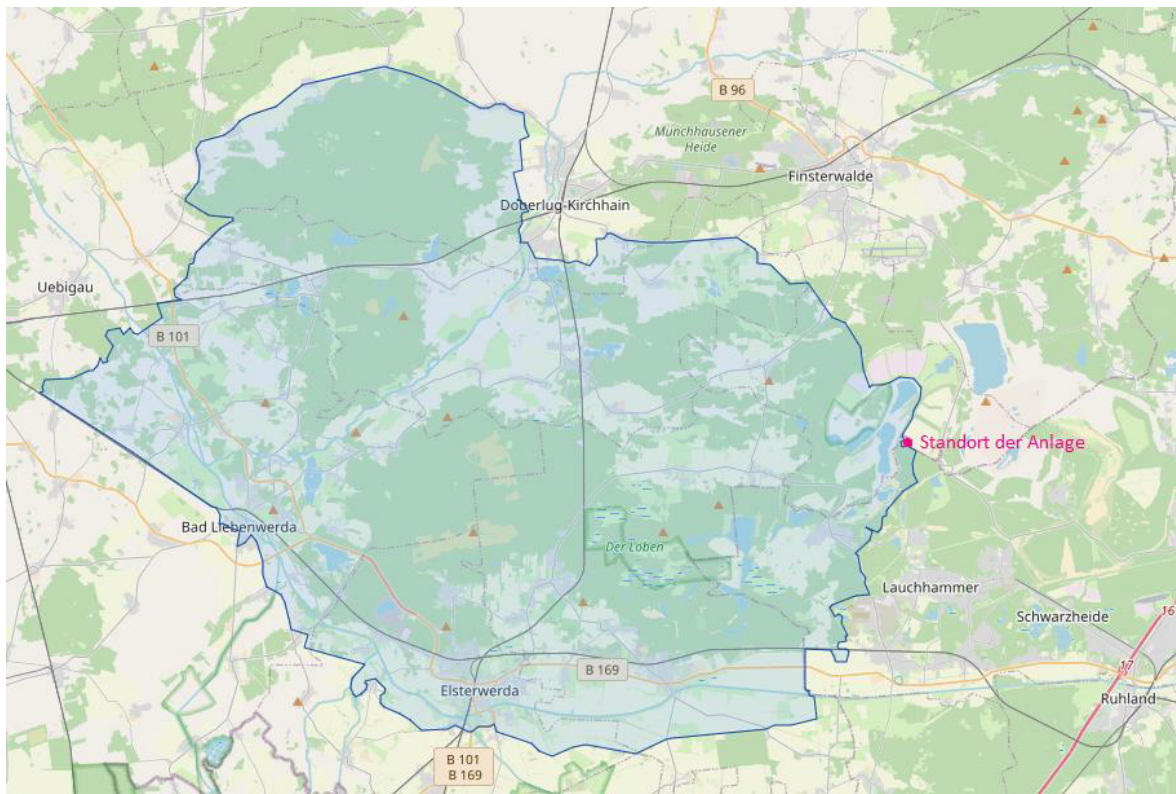 B 96
Münchhausener
Heide
Finsterwalde
Doberlug-Kirchhain
Uebigau
B 101
Standort der Anlage
Bad Liebenwerda
Der Loben
Lauchhammer
Schwarzheide
16
17
B 169
Elsterwerda
Ruhland
B 101
B 169